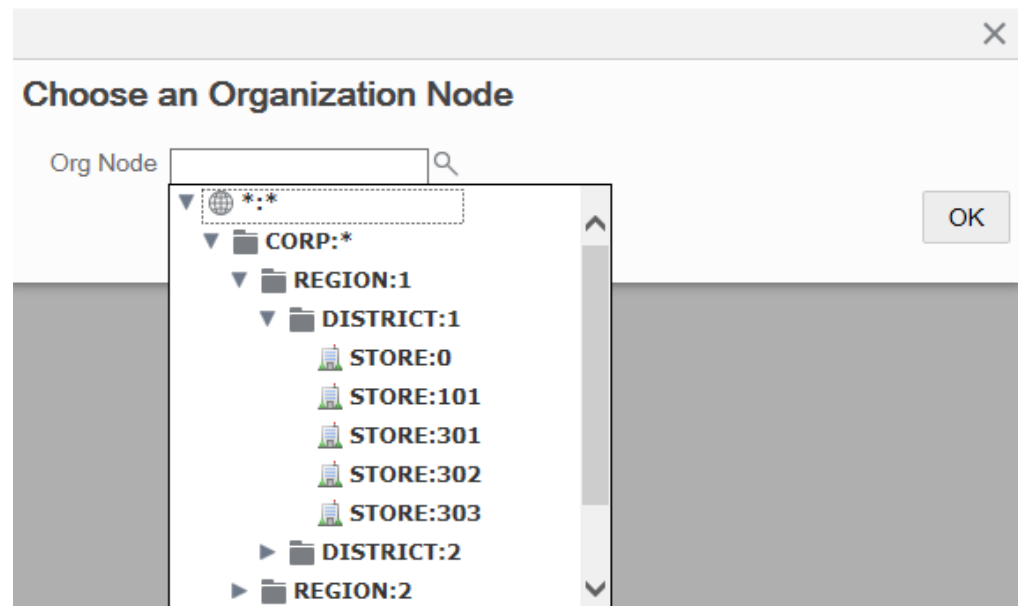 Choose an Organization Node
Org Node
OK
*:*
CORP:*
REGION:1
DISTRICT:1
STORE:0
STORE:101
STORE:301
STORE:302
STORE:303
DISTRICT:2
REGION:2